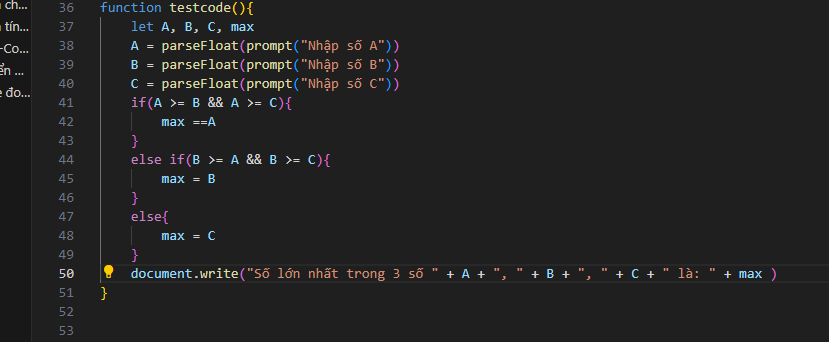 ch...
tín...
-Co...
ển ...
đo...
36 function testcode(){
37 let A, B, C, max
38 A = parseFloat(prompt("Nhập số A"))
39 B = parseFloat(prompt("Nhập số B"))
40 C = parseFloat(prompt("Nhập số C"))
41 if(A >= B && A >= C){
42 max ==A
43 }
44 else if(B >= A && B >= C){
45 max = B
46 }
47 else{
48 max = C
49 }
50 document.write("Số lớn nhất trong 3 số " + A + ", " + B + ", " + C + " là: " + max )
51 }
52
53